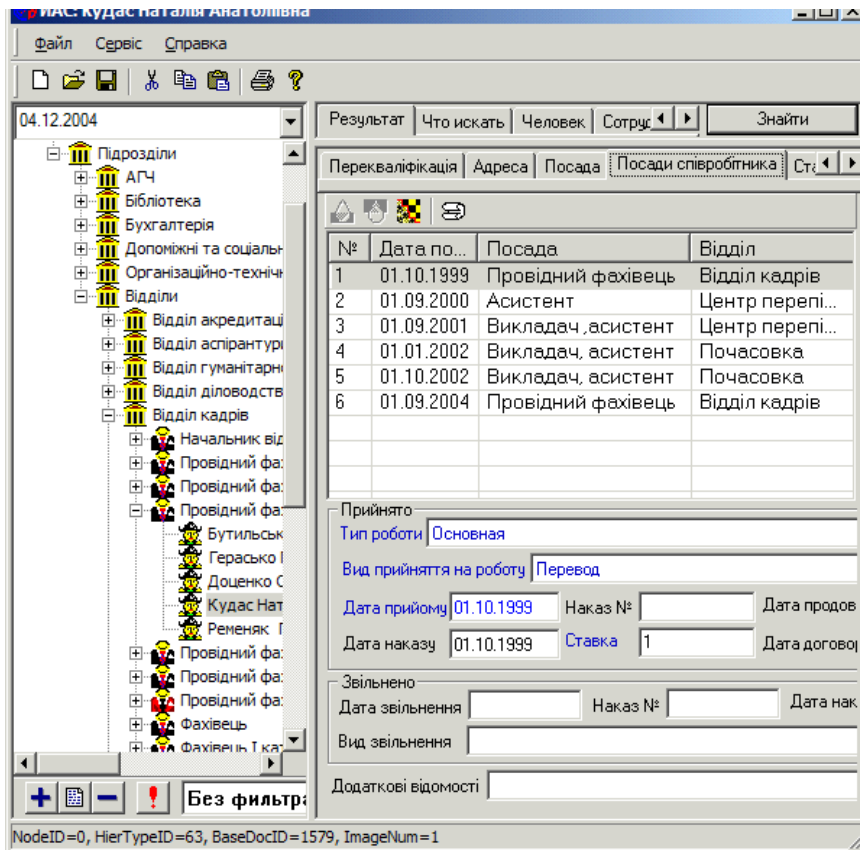 ИАС: Кудас Наталія Анатоліївна
Файл Сервіс Справка
04.12.2004
Підрозділи
АГЧ
Бібліотека
Бухгалтерія
Допоміжні та соціальн
Організаційно-техніч
Відділи
Відділ акредитаці
Відділ аспірантури
Відділ гуманітарн
Відділ діловодств
Відділ кадрів
Начальник від
Провідний фа
Провідний фа
Провідний фа
Бутильськ
Герасько
Доценко О
Кудас Нат
Ременяк
Провідний фа
Провідний фа
Провідний фа
Фахівець
Фахівець I кат
Без фильтра
Результат Что искать Человек Сотруд Знайти
Перекваліфікація Адреса Посада Посади співробітника Ста
№ Дата по... Посада Відділ
1 01.10.1999 Провідний фахівець Відділ кадрів
2 01.09.2000 Асистент Центр перепі...
3 01.09.2001 Викладач ,асистент Центр перепі...
4 01.01.2002 Викладач, асистент Почасовка
5 01.10.2002 Викладач, асистент Почасовка
6 01.09.2004 Провідний фахівець Відділ кадрів
Прийнято
Тип роботи Основная
Вид прийняття на роботу Перевод
Дата прийому 01.10.1999 Наказ № Дата продов
Дата наказу 01.10.1999 Ставка 1 Дата договор
Звільнено
Дата звільнення Наказ № Дата нак
Вид звільнення
Додаткові відомості
NodeID=0, HierTypeID=63, BaseDocID=1579, ImageNum=1